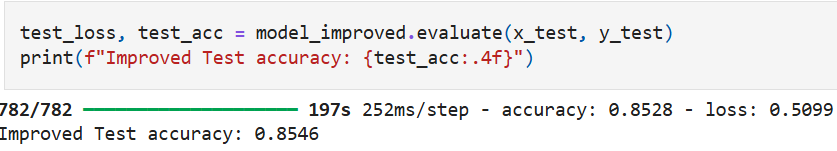 test_loss, test_acc = model_improved.evaluate(x_test, y_test)
print(f"Improved Test accuracy: {test_acc:.4f}")
782/782 ━━━━━━━━━━━━━━━━━━━━ 197s 252ms/step - accuracy: 0.8528 - loss: 0.5099
Improved Test accuracy: 0.8546